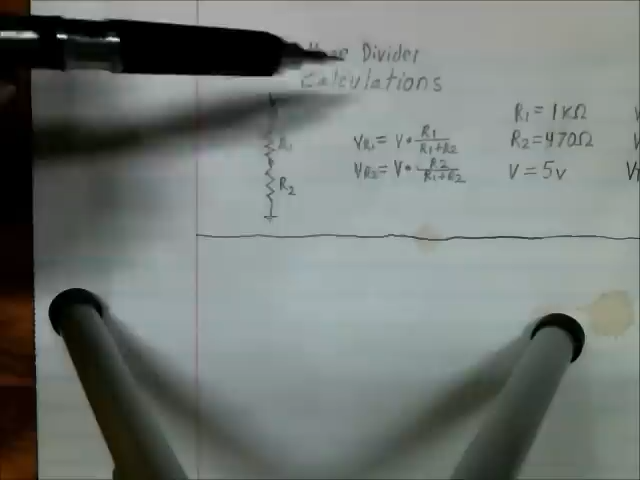 Divider
Calculations
R1 = 1KΩ
R1
VR1 = V · R1 / R1+R2
R2 = 470Ω
VR2 = V · R2 / R1+R2
V = 5v
R2